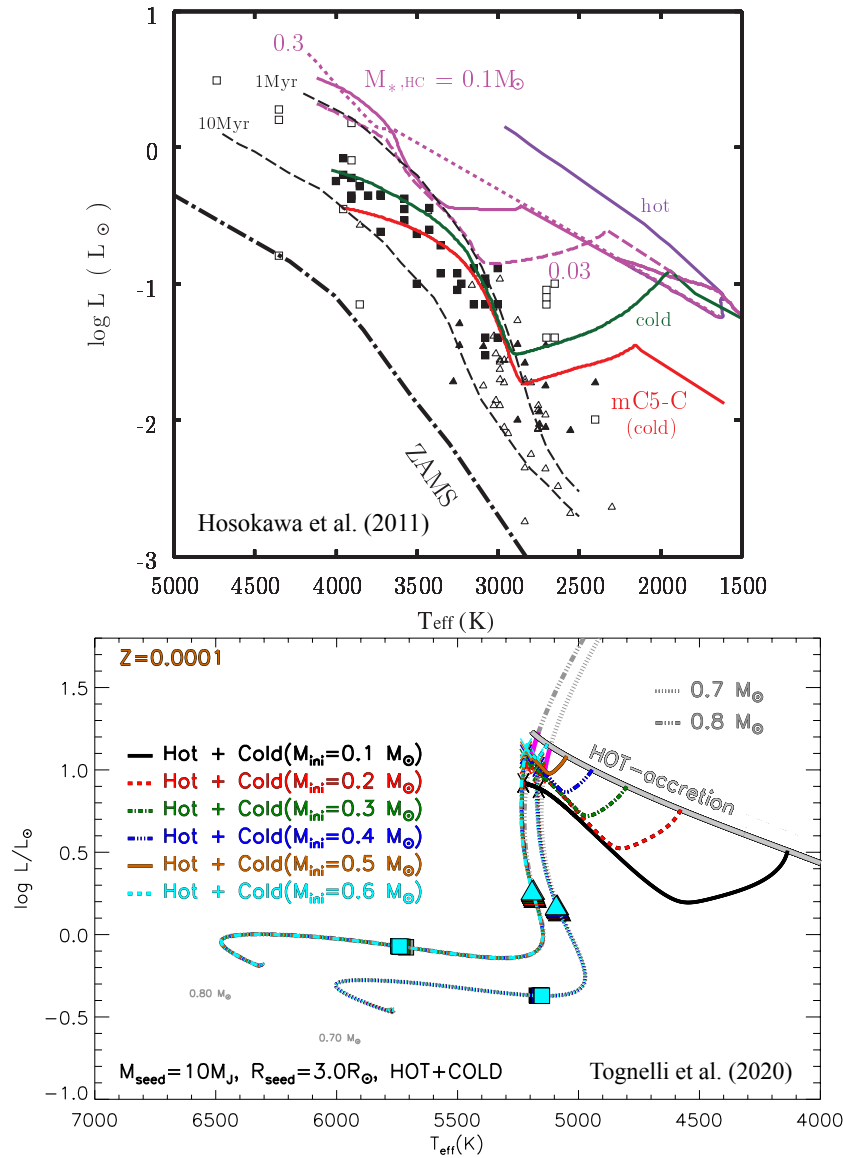 1
0.3
M*,HC = 0.1M⊙
1Myr
10Myr
0
hot
log L ( L ⊙ )
0.03
-1
cold
mC5-C
(cold)
-2
ZAMS
Hosokawa et al. (2011)
-3
5000 4500 4000 3500 3000 2500 2000 1500
Teff (K)
Z=0.0001
1.5
0.7 M⊙
0.8 M⊙
Hot + Cold(Mini=0.1 M⊙)
HOT-accretion
Hot + Cold(Mini=0.2 M⊙)
1.0
Hot + Cold(Mini=0.3 M⊙)
Hot + Cold(Mini=0.4 M⊙)
log L/L⊙
0.5
Hot + Cold(Mini=0.5 M⊙)
Hot + Cold(Mini=0.6 M⊙)
0.0
0.80 M⊙
-0.5
0.70 M⊙
Mseed=10MJ, Rseed=3.0R⊙, HOT+COLD
Tognelli et al. (2020)
-1.0
7000 6000 5000 4000
Teff(K)